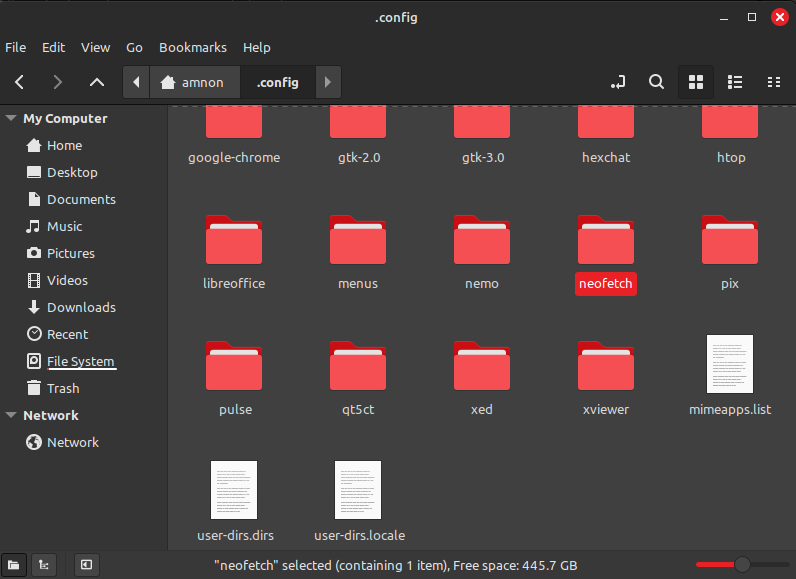 .config
File Edit View Go Bookmarks Help
amnon .config
My Computer
Home
Desktop
Documents
Music
Pictures
Videos
Downloads
Recent
File System
Trash
Network
Network
google-chrome gtk-2.0 gtk-3.0 hexchat htop
libreoffice menus nemo neofetch pix
pulse qt5ct xed xviewer mimeapps.list
user-dirs.dirs user-dirs.locale
"neofetch" selected (containing 1 item), Free space: 445.7 GB